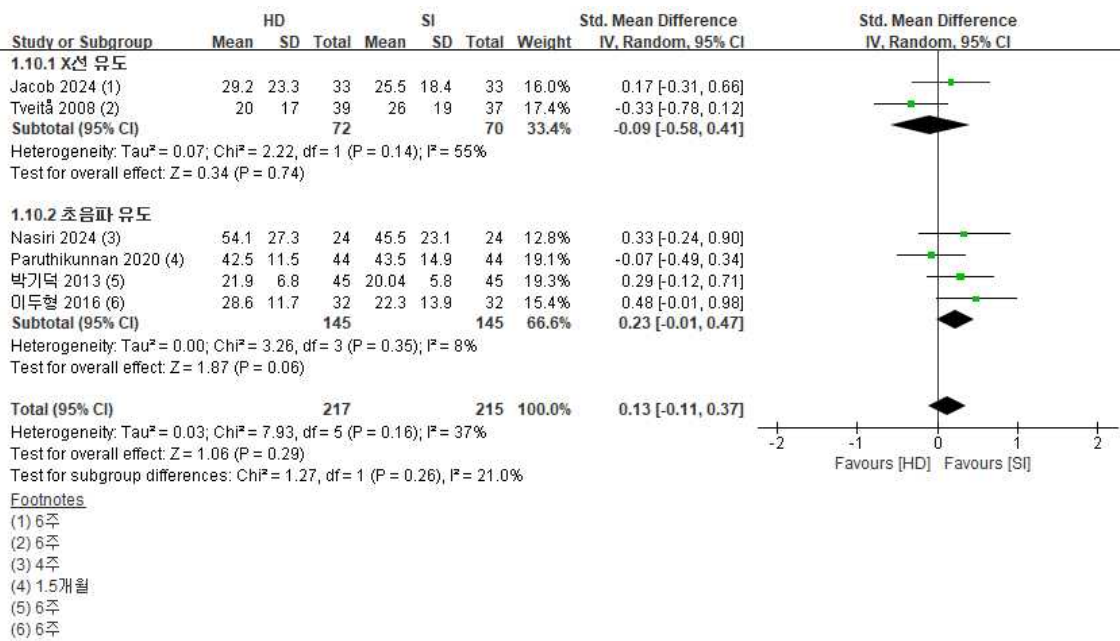 HD SI Std. Mean Difference Std. Mean Difference
Study or Subgroup Mean SD Total Mean SD Total Weight IV, Random, 95% CI IV, Random, 95% CI
1.10.1 X선 유도
Jacob 2024 (1) 29.2 23.3 33 25.5 18.4 33 16.0% 0.17 [-0.31, 0.66]
Tveitå 2008 (2) 20 17 39 26 19 37 17.4% -0.33 [-0.78, 0.12]
Subtotal (95% CI) 72 70 33.4% -0.09 [-0.58, 0.41]
Heterogeneity: Tau² = 0.07; Chi² = 2.22, df = 1 (P = 0.14); I² = 55%
Test for overall effect: Z = 0.34 (P = 0.74)
1.10.2 초음파 유도
Nasiri 2024 (3) 54.1 27.3 24 45.5 23.1 24 12.8% 0.33 [-0.24, 0.90]
Paruthikunnan 2020 (4) 42.5 11.5 44 43.5 14.9 44 19.1% -0.07 [-0.49, 0.34]
박기덕 2013 (5) 21.9 6.8 45 20.04 5.8 45 19.3% 0.29 [-0.12, 0.71]
이두형 2016 (6) 28.6 11.7 32 22.3 13.9 32 15.4% 0.48 [-0.01, 0.98]
Subtotal (95% CI) 145 145 66.6% 0.23 [-0.01, 0.47]
Heterogeneity: Tau² = 0.00; Chi² = 3.26, df = 3 (P = 0.35); I² = 8%
Test for overall effect: Z = 1.87 (P = 0.06)
Total (95% CI) 217 215 100.0% 0.13 [-0.11, 0.37]
Heterogeneity: Tau² = 0.03; Chi² = 7.93, df = 5 (P = 0.16); I² = 37%
Test for overall effect: Z = 1.06 (P = 0.29)
Test for subgroup differences: Chi² = 1.27, df = 1 (P = 0.26), I² = 21.0%
-2 -1 0 1 2
Favours [HD] Favours [SI]
Footnotes
(1) 6주
(2) 6주
(3) 4주
(4) 1.5개월
(5) 6주
(6) 6주